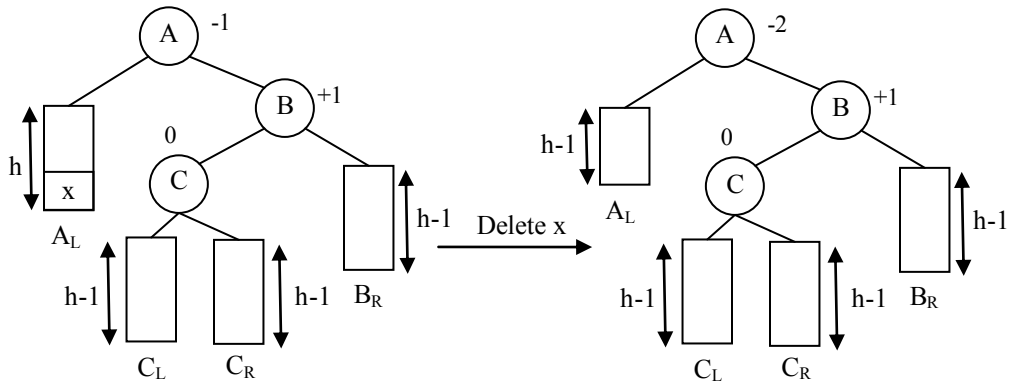 A -1
B +1
0
C
h
x
A_L
h-1
h-1
h-1
B_R
C_L
C_R
Delete x
A -2
B +1
0
C
h-1
A_L
h-1
h-1
h-1
B_R
C_L
C_R